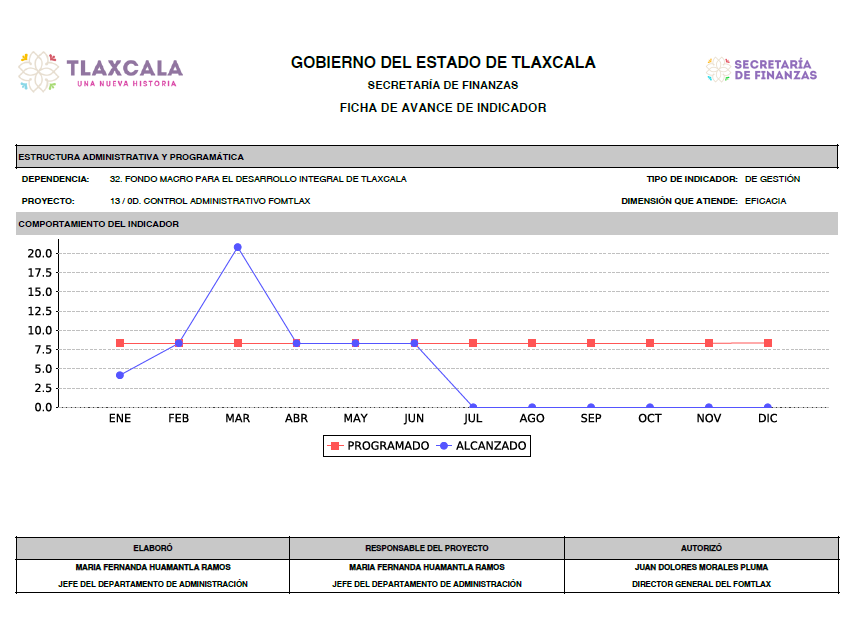 TLAXCALA
UNA NUEVA HISTORIA
GOBIERNO DEL ESTADO DE TLAXCALA
SECRETARÍA DE FINANZAS
FICHA DE AVANCE DE INDICADOR
SECRETARÍA
DE FINANZAS
ESTRUCTURA ADMINISTRATIVA Y PROGRAMÁTICA
DEPENDENCIA: 32. FONDO MACRO PARA EL DESARROLLO INTEGRAL DE TLAXCALA TIPO DE INDICADOR: DE GESTIÓN
PROYECTO: 13 / 0D. CONTROL ADMINISTRATIVO FOMTLAX DIMENSIÓN QUE ATIENDE: EFICACIA
COMPORTAMIENTO DEL INDICADOR
20.0
17.5
15.0
12.5
10.0
7.5
5.0
2.5
0.0
ENE FEB MAR ABR MAY JUN JUL AGO SEP OCT NOV DIC
PROGRAMADO ALCANZADO
ELABORÓ RESPONSABLE DEL PROYECTO AUTORIZÓ
MARIA FERNANDA HUAMANTLA RAMOS MARIA FERNANDA HUAMANTLA RAMOS JUAN DOLORES MORALES PLUMA
JEFE DEL DEPARTAMENTO DE ADMINISTRACIÓN JEFE DEL DEPARTAMENTO DE ADMINISTRACIÓN DIRECTOR GENERAL DEL FOMTLAX